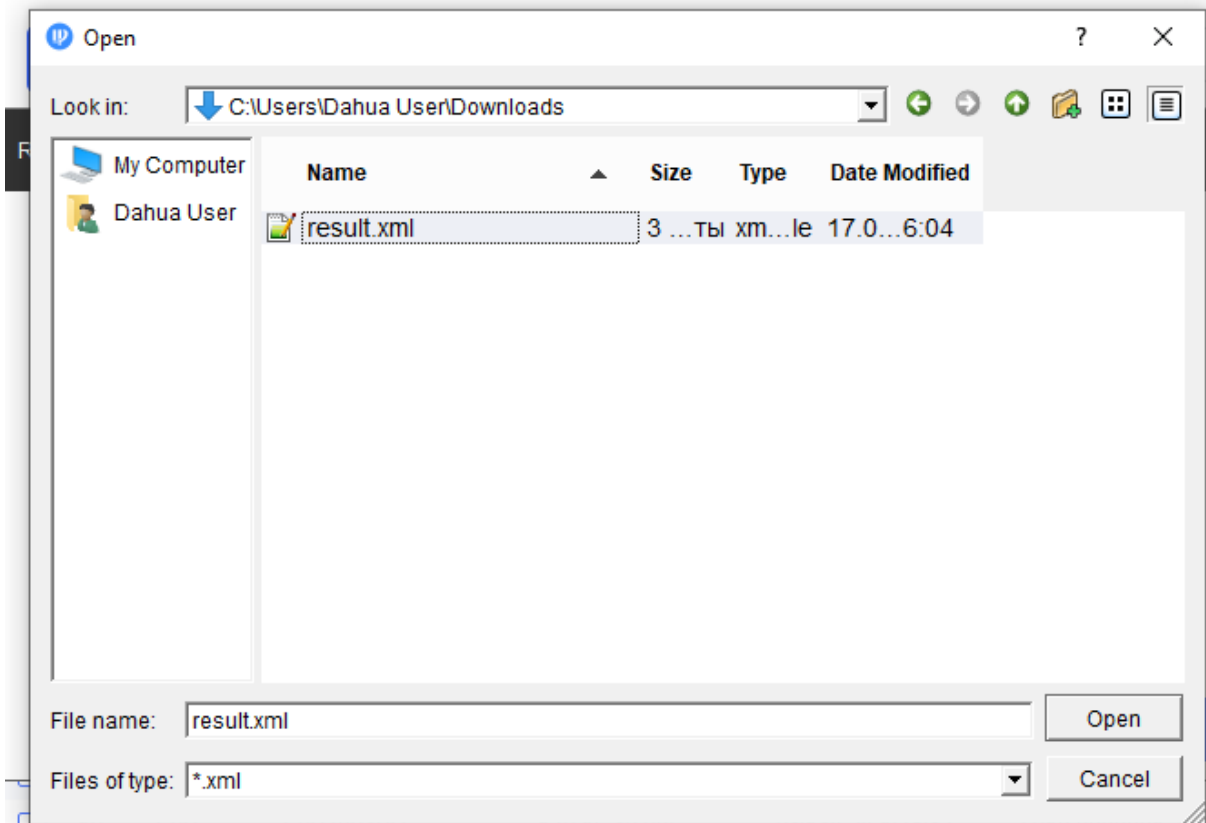 Open
Look in:
C:\Users\Dahua User\Downloads
R
My Computer
Dahua User
Name Size Type Date Modified
result.xml 3 …ты xm…le 17.0…6:04
File name: result.xml Open
Files of type: *.xml Cancel